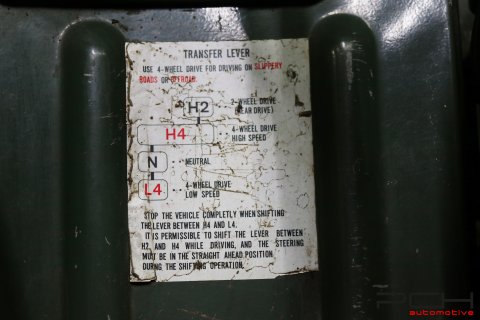 TRANSFER LEVER
USE 4-WHEEL DRIVE FOR DRIVING ON SLIPPERY
ROADS OR OFFROAD.
H2 2-WHEEL DRIVE
(REAR DRIVE)
H4 4-WHEEL DRIVE
HIGH SPEED
N NEUTRAL
L4 4-WHEEL DRIVE
LOW SPEED
STOP THE VEHICLE COMPLETLY WHEN SHIFTING
THE LEVER BETWEEN H4 AND L4.
IT IS PERMISSIBLE TO SHIFT THE LEVER BETWEEN
H2, AND H4 WHILE DRIVING, AND THE STEERING
MUST BE IN THE STRAIGHT AHEAD POSITION
DURNG THE SHIFTING OPERATION.
PCH
automotive